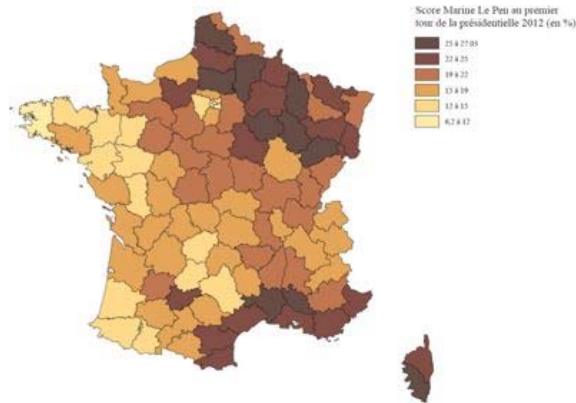 Score Marine Le Pen au premier
tour de la présidentielle 2012 (en %)
25 à 27.03
22 à 25
19 à 22
15 à 19
12 à 15
6,2 à 12